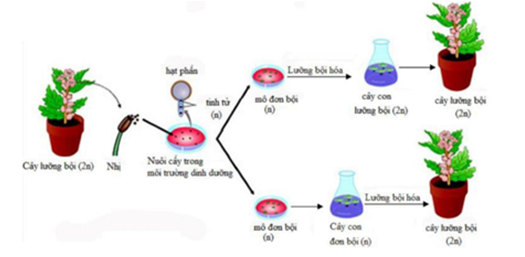 hạt phấn
tinh tử
(n)
Cây lưỡng bội (2n)
Nhị
Nuôi cấy trong
môi trường dinh dưỡng
mô đơn bội
(n)
Lưỡng bội hóa
cây con
lưỡng bội (2n)
cây lưỡng bội
(2n)
mô đơn bội
(n)
Cây con
đơn bội (n)
Lưỡng bội hóa
cây lưỡng bội
(2n)